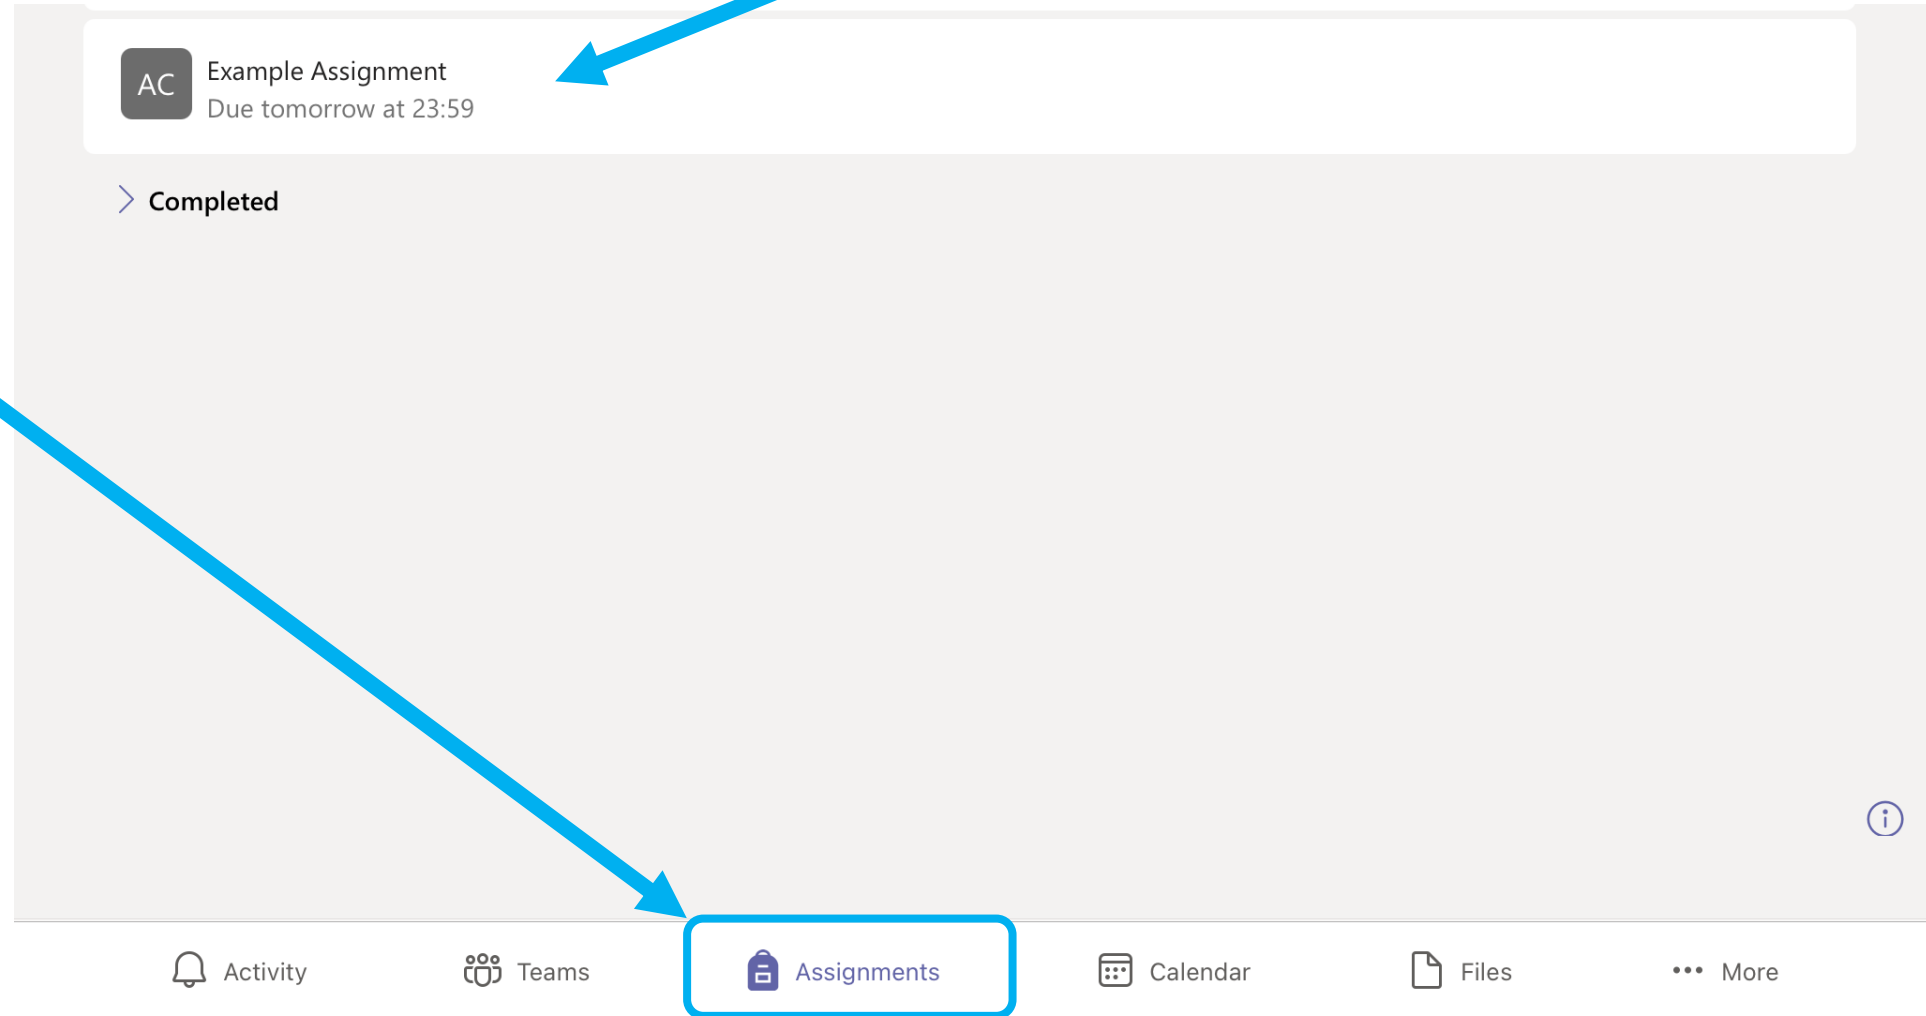 AC
Example Assignment
Due tomorrow at 23:59
Completed
Activity
Teams
Assignments
Calendar
Files
More